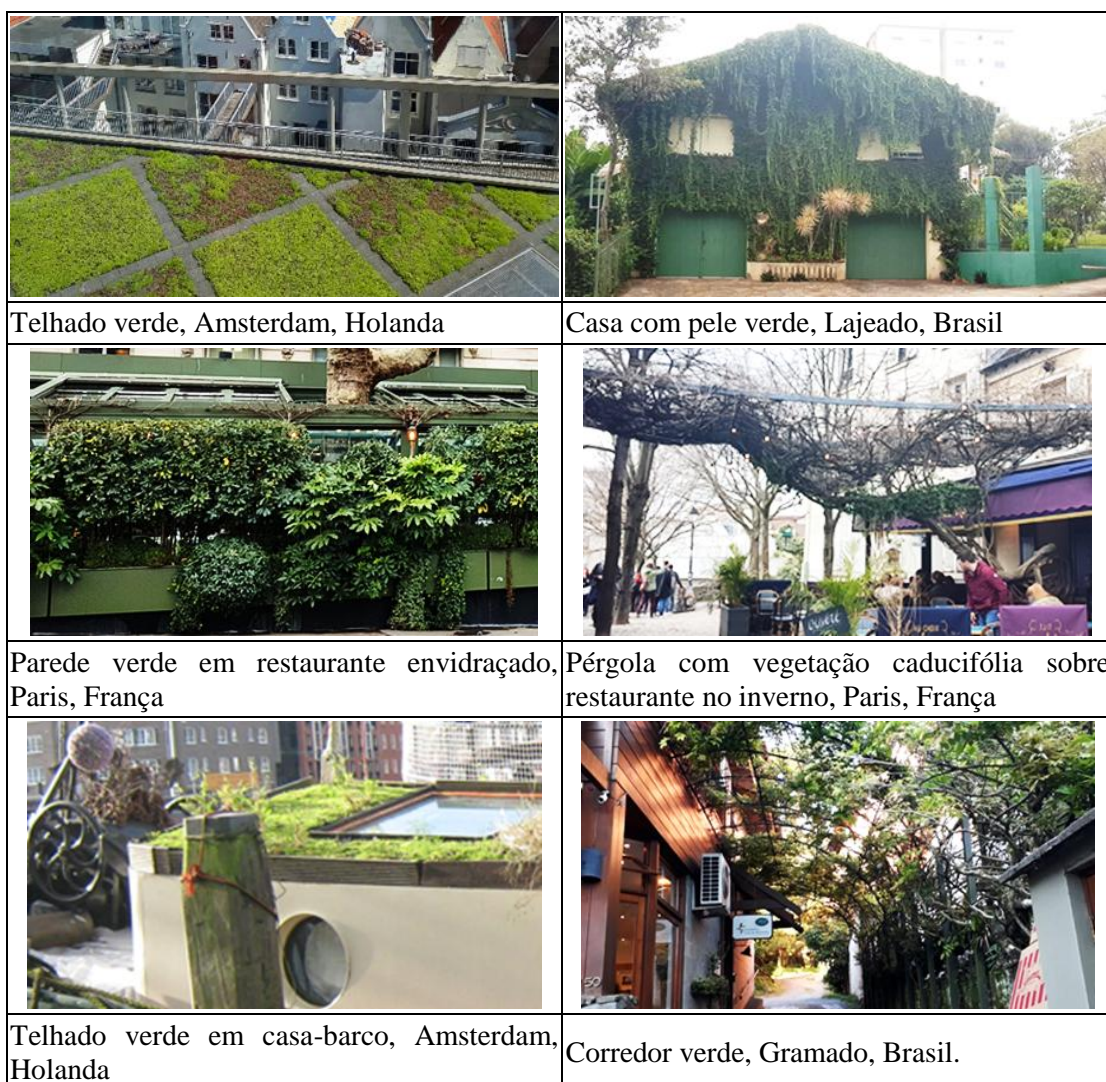 Telhado verde, Amsterdam, Holanda
Casa com pele verde, Lajeado, Brasil
Parede verde em restaurante envidraçado,
Paris, França
Pérgola com vegetação caducifólia sobre
restaurante no inverno, Paris, França
50
Telhado verde em casa-barco, Amsterdam,
Holanda
Corredor verde, Gramado, Brasil.